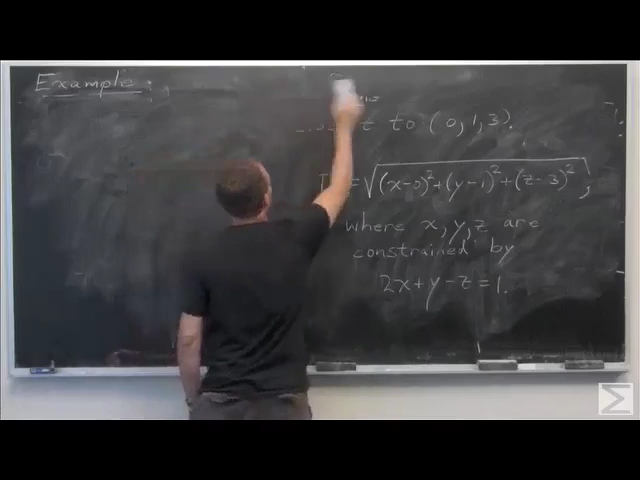 Example:
to (0,1,3).
= √(x-0)²+(y-1)²+(z-3)²,
where x,y,z are
constrained by
2x+y-z=1.
Σ